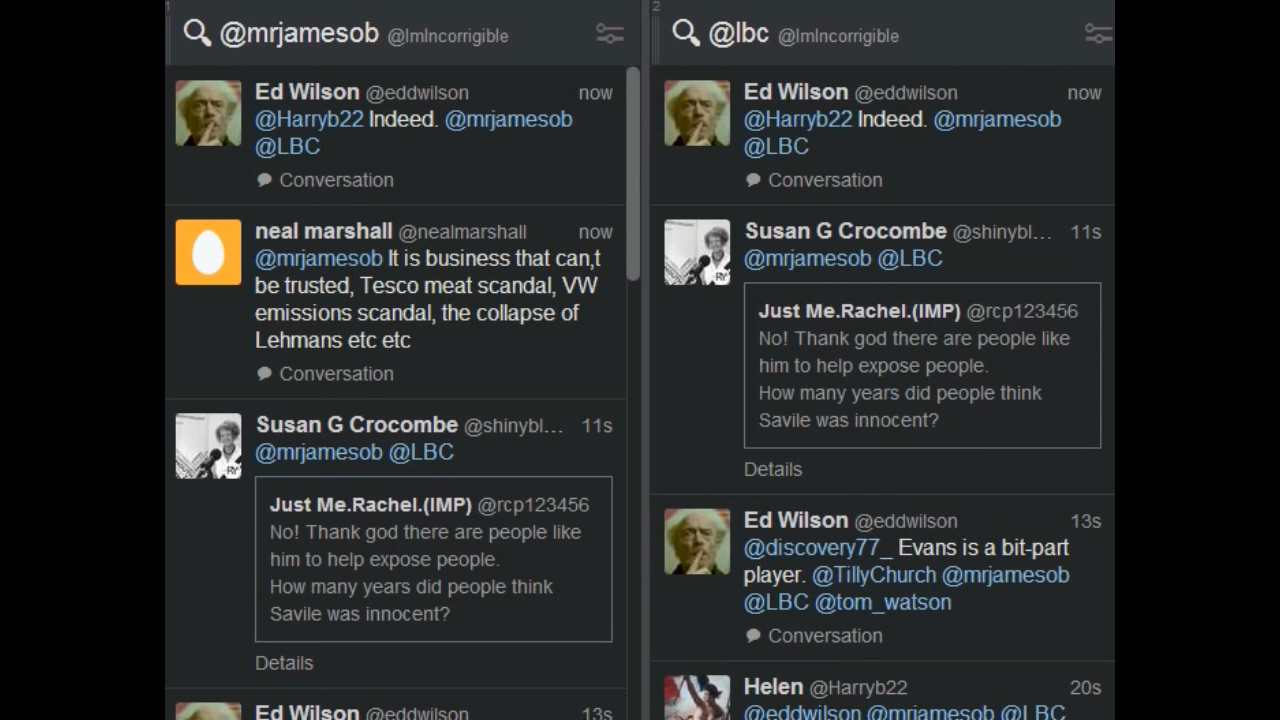 1
@mrjamesob @ImIncorrigible
Ed Wilson @eddwilson now
@Harryb22 Indeed. @mrjamesob
@LBC
Conversation
neal marshall @nealmarshall now
@mrjamesob It is business that can,t
be trusted, Tesco meat scandal, VW
emissions scandal, the collapse of
Lehmans etc etc
Conversation
Susan G Crocombe @shinybl... 11s
@mrjamesob @LBC
Just Me.Rachel.(IMP) @rcp123456
No! Thank god there are people like
him to help expose people.
How many years did people think
Savile was innocent?
Details
Ed Wilson @eddwilson 13s
2
@lbc @ImIncorrigible
Ed Wilson @eddwilson now
@Harryb22 Indeed. @mrjamesob
@LBC
Conversation
Susan G Crocombe @shinybl... 11s
@mrjamesob @LBC
Just Me.Rachel.(IMP) @rcp123456
No! Thank god there are people like
him to help expose people.
How many years did people think
Savile was innocent?
Details
Ed Wilson @eddwilson 13s
@discovery77_ Evans is a bit-part
player. @TillyChurch @mrjamesob
@LBC @tom_watson
Conversation
Helen @Harryb22 20s
@eddwilson @mrjamesob @LBC